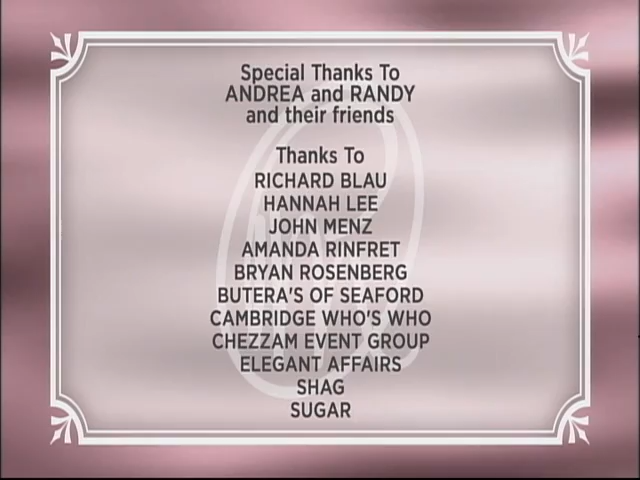 Special Thanks To
ANDREA and RANDY
and their friends
Thanks To
RICHARD BLAU
HANNAH LEE
JOHN MENZ
AMANDA RINFRET
BRYAN ROSENBERG
BUTERA'S OF SEAFORD
CAMBRIDGE WHO'S WHO
CHEZZAM EVENT GROUP
ELEGANT AFFAIRS
SHAG
SUGAR